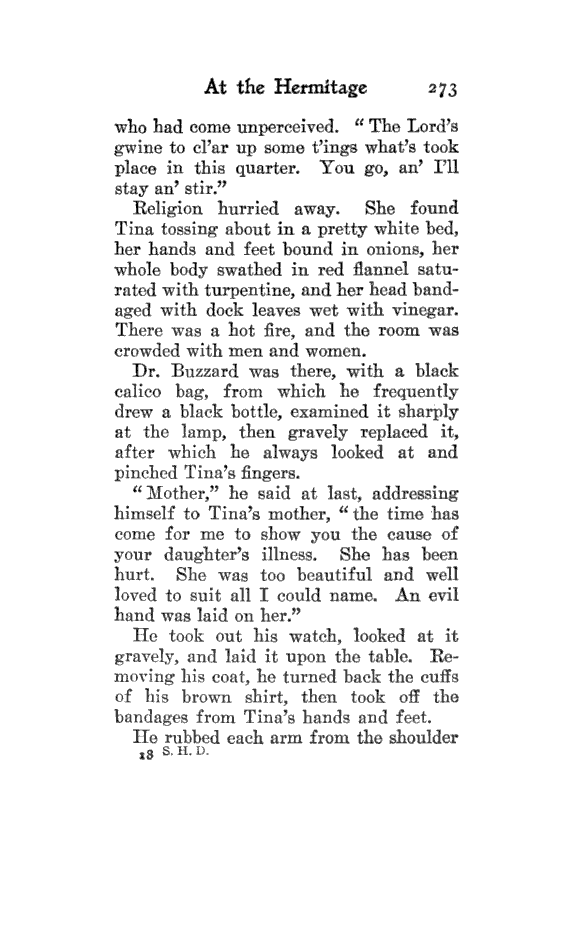 At the Hermitage 273
who had come unperceived. “The Lord’s
gwine to cl’ar up some t’ings what’s took
place in this quarter. You go, an’ I’ll
stay an’ stir.”
Religion hurried away. She found
Tina tossing about in a pretty white bed,
her hands and feet bound in onions, her
whole body swathed in red flannel satu-
rated with turpentine, and her head band-
aged with dock leaves wet with vinegar.
There was a hot fire, and the room was
crowded with men and women.
Dr. Buzzard was there, with a black
calico bag, from which he frequently
drew a black bottle, examined it sharply
at the lamp, then gravely replaced it,
after which he always looked at and
pinched Tina’s fingers.
“Mother,” he said at last, addressing
himself to Tina’s mother, “the time has
come for me to show you the cause of
your daughter’s illness. She has been
hurt. She was too beautiful and well
loved to suit all I could name. An evil
hand was laid on her.”
He took out his watch, looked at it
gravely, and laid it upon the table. Re-
moving his coat, he turned back the cuffs
of his brown shirt, then took off the
bandages from Tina’s hands and feet.
He rubbed each arm from the shoulder
18 S. H. D.